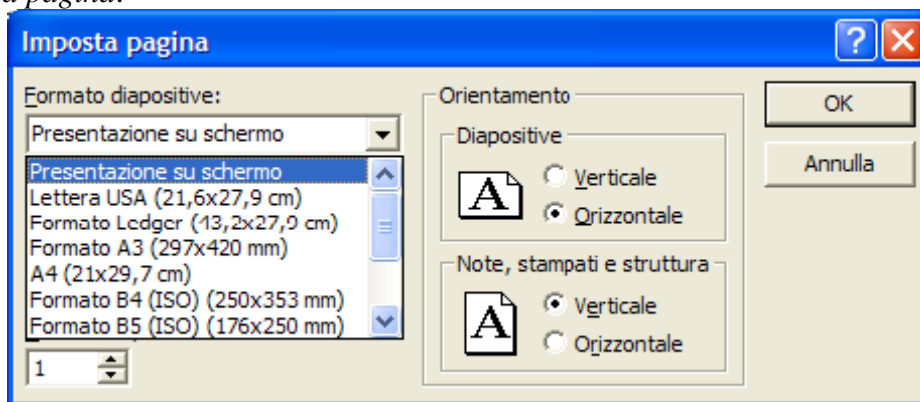 a pagina.
Imposta pagina
Formato diapositive:
Presentazione su schermo
Presentazione su schermo
Lettera USA (21,6x27,9 cm)
Formato Ledger (43,2x27,9 cm)
Formato A3 (297x420 mm)
A4 (21x29,7 cm)
Formato B4 (ISO) (250x353 mm)
Formato B5 (ISO) (176x250 mm)
1
Orientamento
Diapositive
A
Verticale
Orizzontale
Note, stampati e struttura
A
Verticale
Orizzontale
OK
Annulla